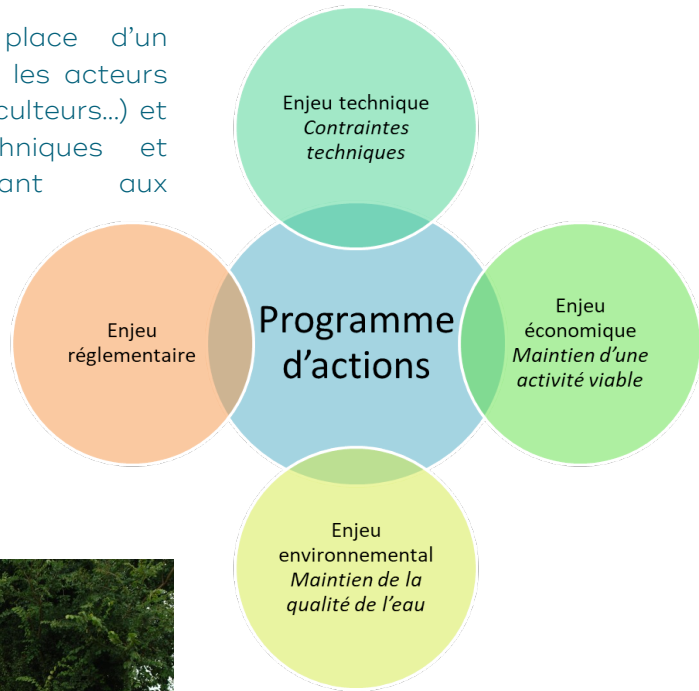 place d’un
les acteurs
culteurs...) et
hniques et
ant aux
Enjeu technique
Contraintes
techniques
Enjeu
réglementaire
Programme
d’actions
Enjeu
économique
Maintien d’une
activité viable
Enjeu
environnemental
Maintien de la
qualité de l’eau